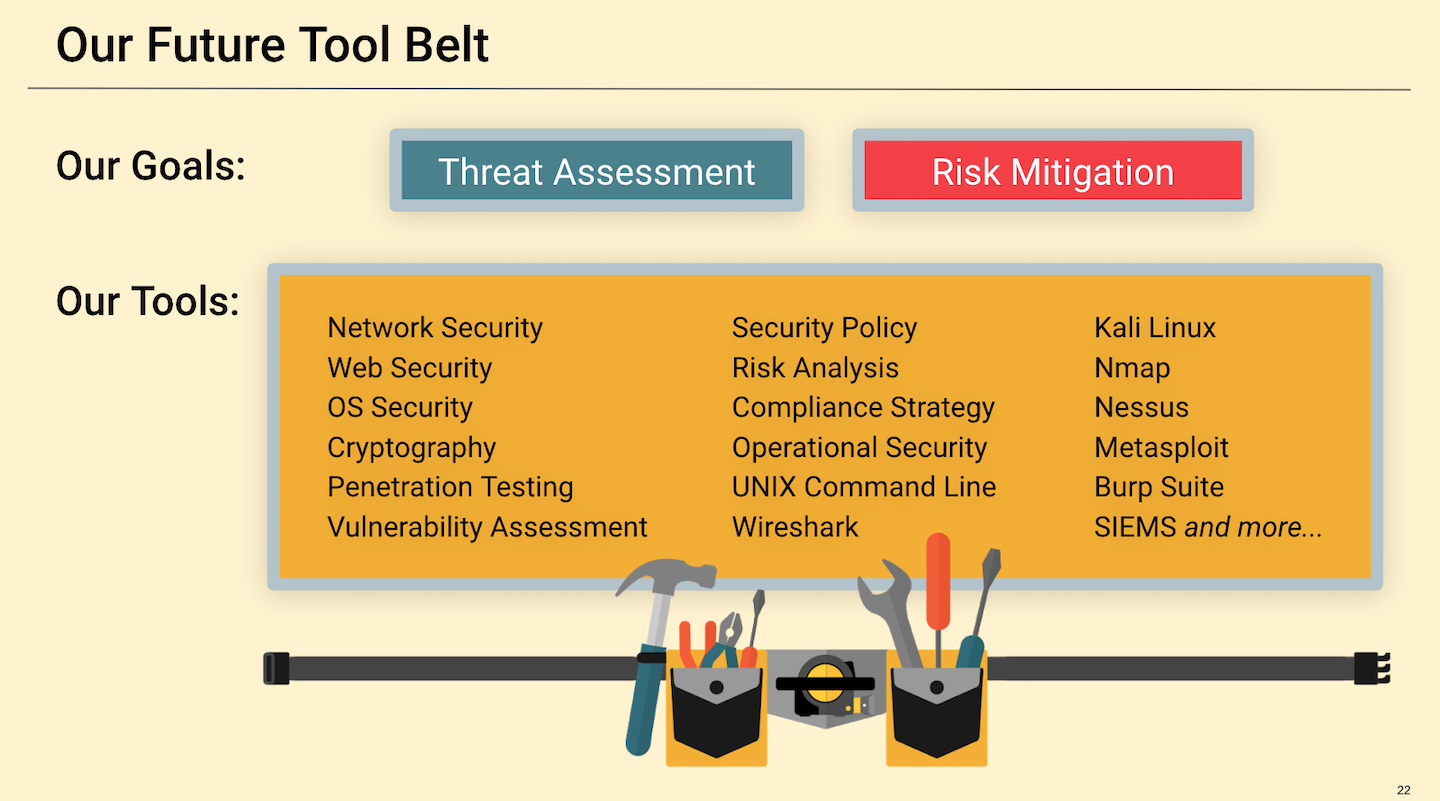 Our Future Tool Belt
Our Goals:
Threat Assessment
Risk Mitigation
Our Tools:
Network Security
Web Security
OS Security
Cryptography
Penetration Testing
Vulnerability Assessment
Security Policy
Risk Analysis
Compliance Strategy
Operational Security
UNIX Command Line
Wireshark
Kali Linux
Nmap
Nessus
Metasploit
Burp Suite
SIEMS and more...
22